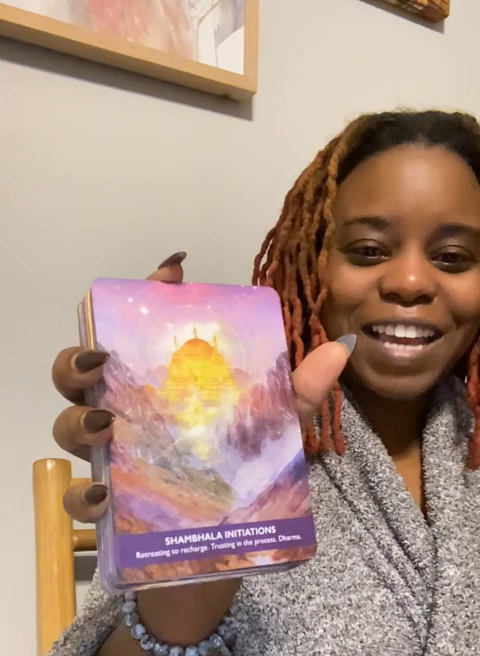 SHAMBHALA INITIATIONS
Retreating to recharge. Trusting in the process. Dharma.